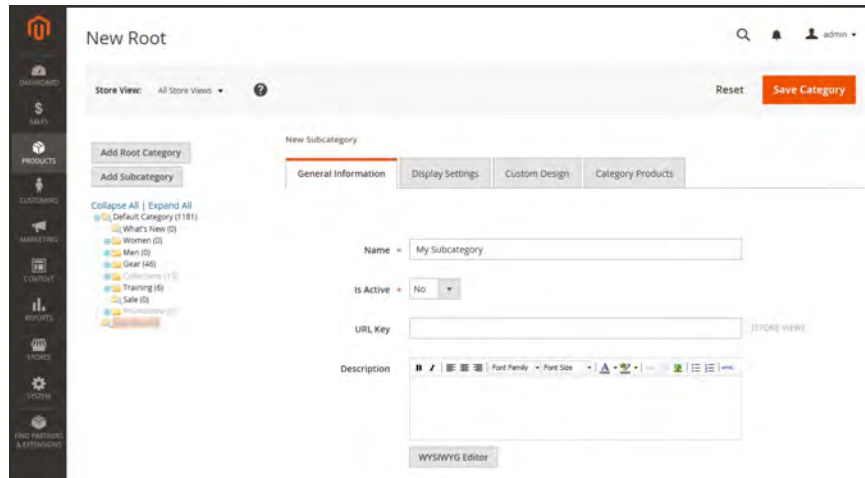 New Root
admin
DASHBOARD
SALES
PRODUCTS
CUSTOMERS
MARKETING
CONTENT
REPORTS
STORES
SYSTEM
FIND PARTNERS
& EXTENSIONS
Store View: All Store Views
?
Reset
Save Category
Add Root Category
Add Subcategory
Collapse All | Expand All
Default Category (1181)
What's New (0)
Women (0)
Men (0)
Gear (46)
Collections (13)
Training (6)
Sale (0)
New Subcategory
General Information
Display Settings
Custom Design
Category Products
Name * My Subcategory
Is Active * No
URL Key
[STORE VIEW]
Description
B I Font Family Font Size A HTML
WYSIWYG Editor